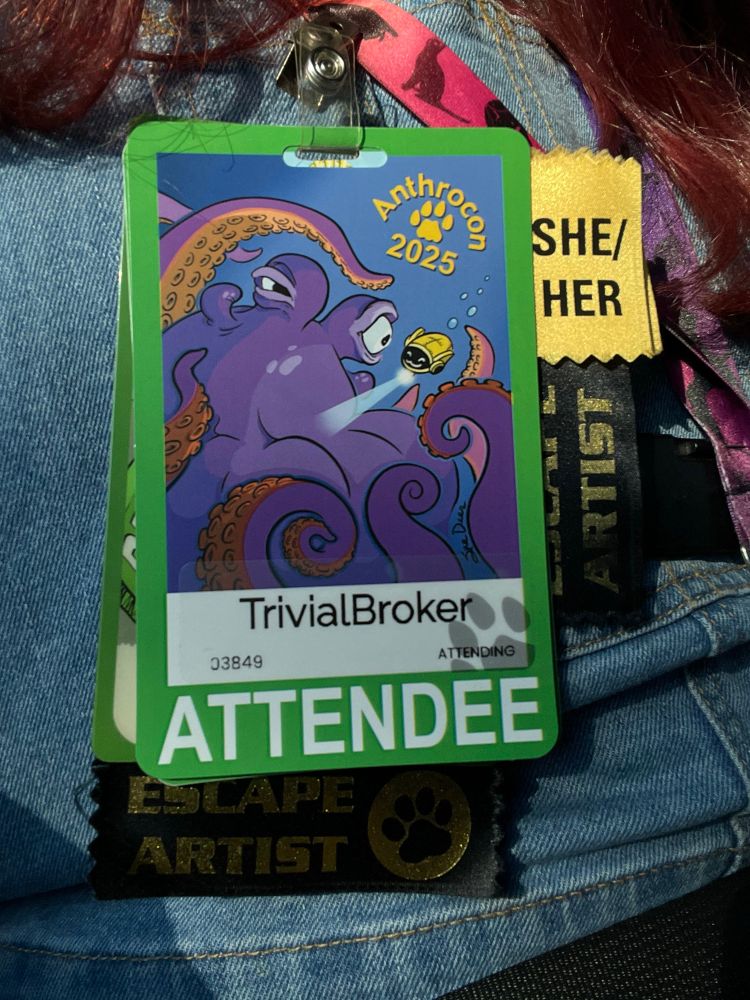 Anthrocon
2025
SHE/
HER
ARTIST
TrivialBroker
03849
ATTENDING
ATTENDEE
ESCAPE
ARTIST